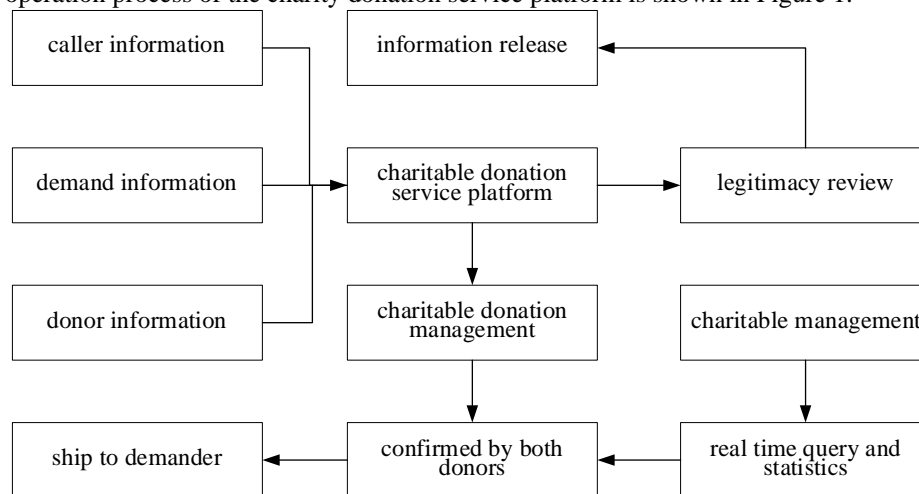 operation process of the charity donation service platform is shown in Figure 1.
caller information
information release
demand information
charitable donation
service platform
legitimacy review
donor information
charitable donation
management
charitable management
ship to demander
confirmed by both
donors
real time query and
statistics